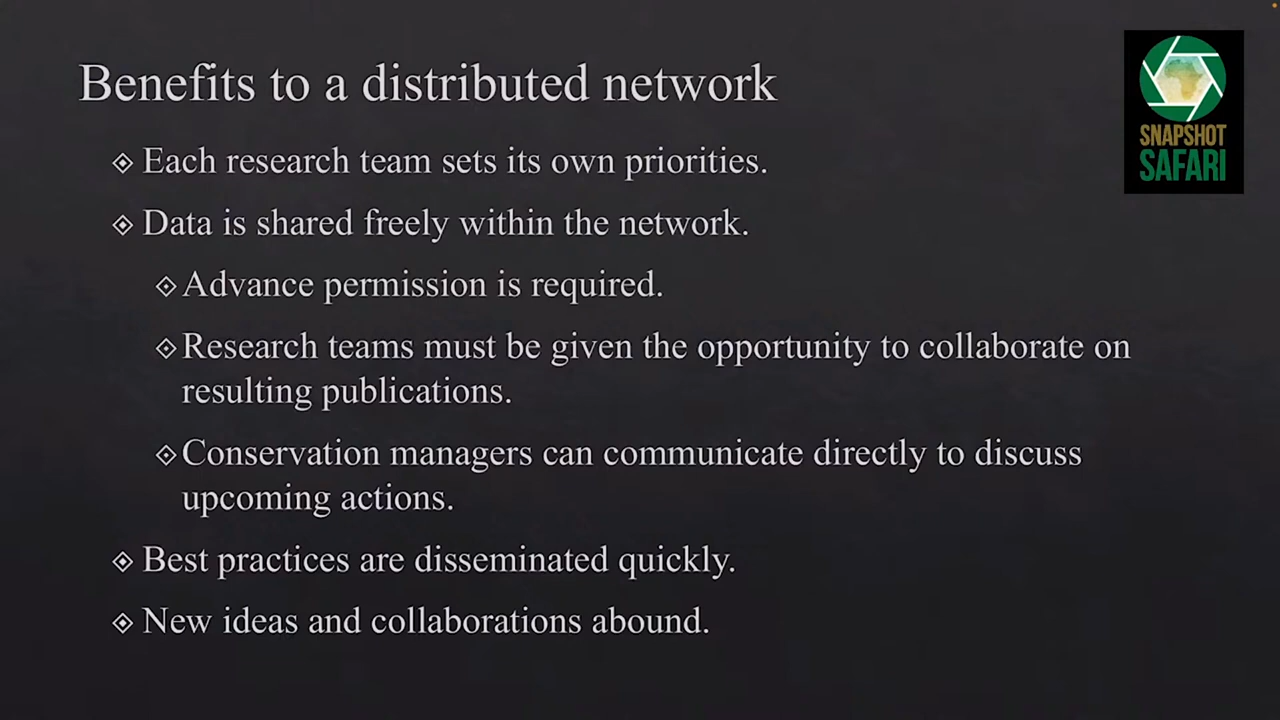 Benefits to a distributed network
SNAPSHOT
SAFARI
Each research team sets its own priorities.
Data is shared freely within the network.
Advance permission is required.
Research teams must be given the opportunity to collaborate on
resulting publications.
Conservation managers can communicate directly to discuss
upcoming actions.
Best practices are disseminated quickly.
New ideas and collaborations abound.